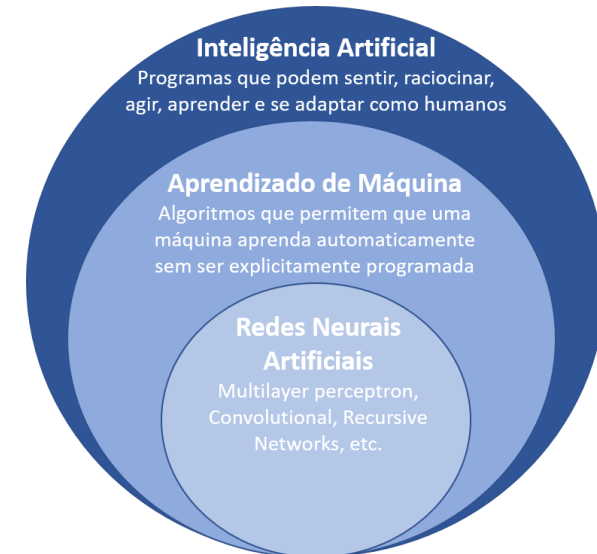 Inteligência Artificial
Programas que podem sentir, raciocinar,
agir, aprender e se adaptar como humanos
Aprendizado de Máquina
Algoritmos que permitem que uma
máquina aprenda automaticamente
sem ser explicitamente programada
Redes Neurais
Artificiais
Multilayer perceptron,
Convolutional, Recursive
Networks, etc.